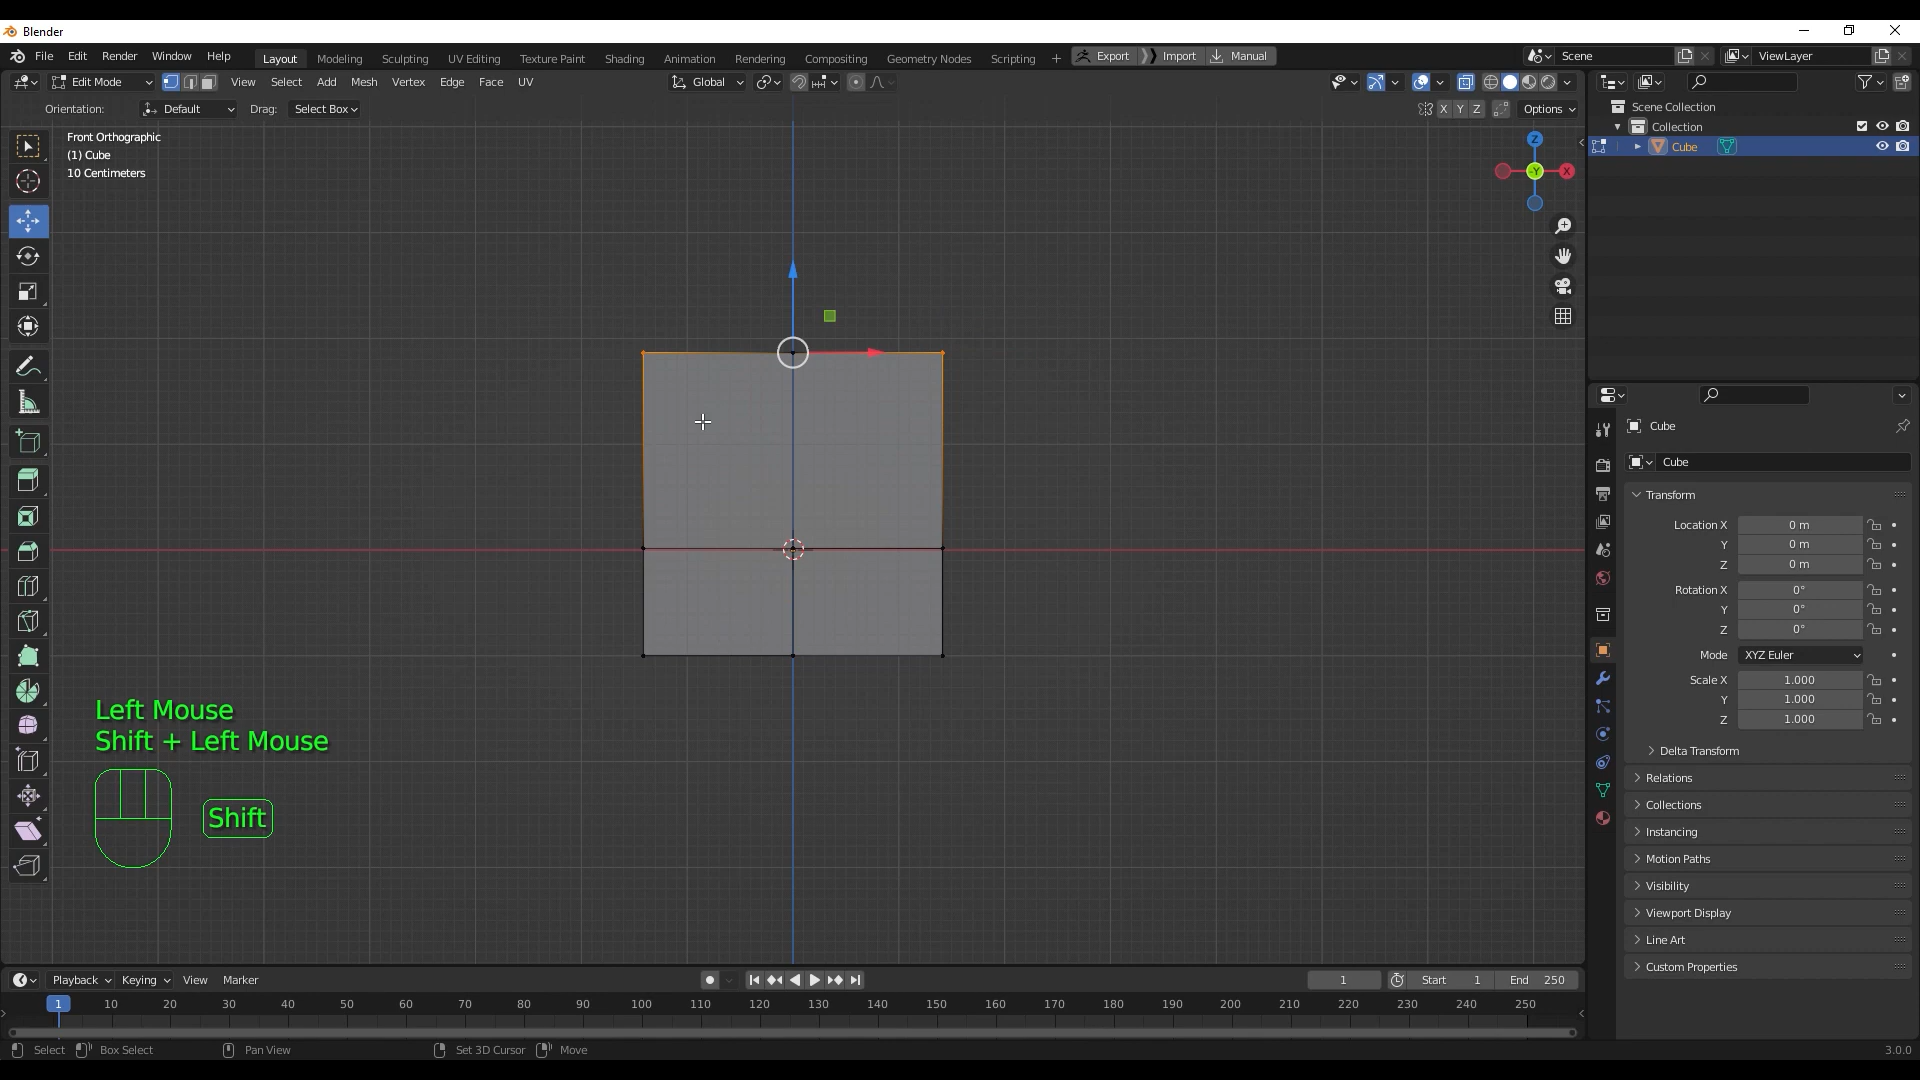 Blender
File Edit Render Window Help Layout Modeling Sculpting UV Editing Texture Paint Shading Animation Rendering Compositing Geometry Nodes Scripting + Export Import Manual Scene ViewLayer
Edit Mode View Select Add Mesh Vertex Edge Face UV Global
Orientation: Default Drag: Select Box X Y Z Options
Front Orthographic
(1) Cube
10 Centimeters
Z
Y X
Scene Collection
Collection
Cube
Cube
Cube
Transform
Location X 0 m
Y 0 m
Z 0 m
Rotation X 0°
Y 0°
Z 0°
Mode XYZ Euler
Scale X 1.000
Y 1.000
Z 1.000
Delta Transform
Relations
Collections
Instancing
Motion Paths
Visibility
Viewport Display
Line Art
Custom Properties
Left Mouse
Shift + Left Mouse
Shift
Playback Keying View Marker 1 Start 1 End 250
1 10 20 30 40 50 60 70 80 90 100 110 120 130 140 150 160 170 180 190 200 210 220 230 240 250
Select Box Select Pan View Set 3D Cursor Move 3.0.0